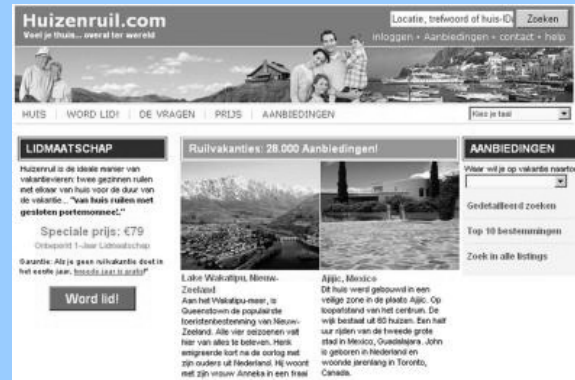 Huizenruil.com
Voel je thuis... overal ter wereld
Locatie, trefwoord of huis-ID
Zoeken
inloggen • Aanbiedingen • contact • help
HUIS | WORD LID! | DE VRAGEN | PRIJS | AANBIEDINGEN
Kies je taal
LIDMAATSCHAP
Huizenruil is de ideale manier van
vakantievieren: twee gezinnen ruilen
met elkaar van huis voor de duur van
de vakantie... "van huis ruilen met
gesloten portemonnee!."
Speciale prijs: €79
Onbeperkt 1-Jaar Lidmaatschap
Garantie: Als je geen ruilvakantie doet in
het eerste jaar, tweede jaar is gratis!"
Word lid!
Ruilvakanties: 28.000 Aanbiedingen!
Lake Wakatipu, Nieuw-
Zeeland
Aan het Wakatipu-meer, is
Queenstown de populairste
toeristenbestemming van Nieuw-
Zeeland. Alle vier seizoenen valt
hier van alles te beleven. Henk
emigreerde kort na de oorlog met
zijn ouders uit Nederland. Hij woont
met zijn vrouw Anneka in een fraai
Ajijic, Mexico
Dit huis werd gebouwd in een
veilige zone in de plaats Ajijic. Op
loopafstand van het centrum. De
wijk bestaat uit 60 huizen. Een half
uur rijden van de tweede grote
stad in Mexico, Guadalajara. John
is geboren in Nederland en
woonde jarenlang in Toronto,
Canada.
AANBIEDINGEN
Waar wil je op vakantie naartoe
Gedetailleerd zoeken
Top 10 bestemmingen
Zoek in alle listings